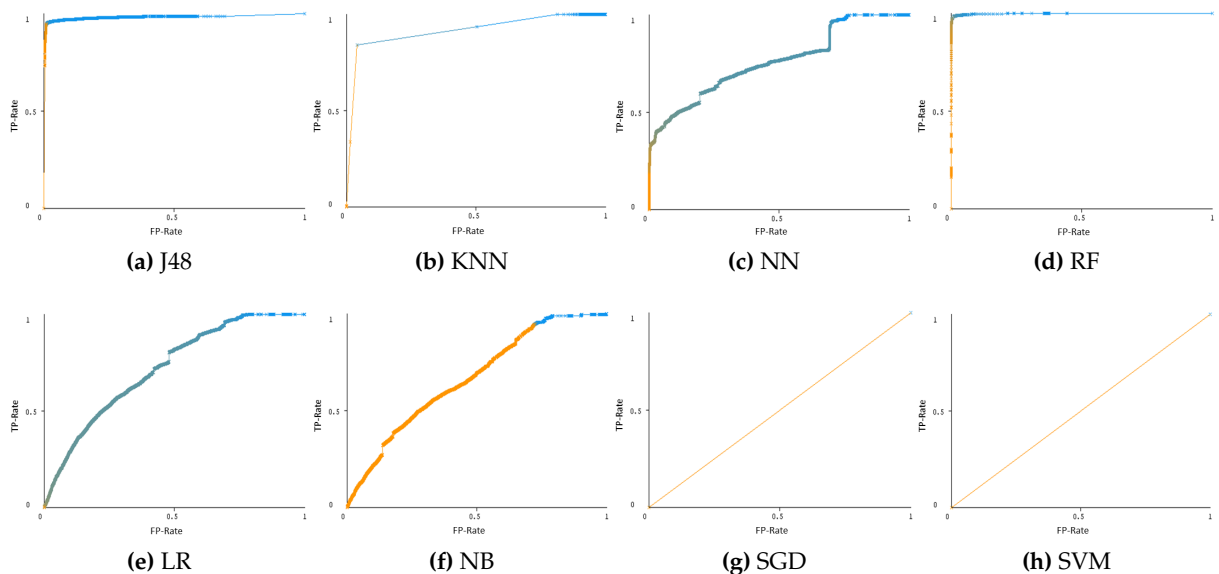 1 1 1 1
TP-Rate TP-Rate TP-Rate TP-Rate
0.5 0.5 0.5 0.5
0 0 0 0
0 0.5 1 0 0.5 1 0 0.5 1 0 0.5 1
FP-Rate FP-Rate FP-Rate FP-Rate
(a) J48 (b) KNN (c) NN (d) RF
1 1 1 1
TP-Rate TP-Rate TP-Rate TP-Rate
0.5 0.5 0.5 0.5
0 0 0 0
0 0.5 1 0 0.5 1 0 0.5 1 0 0.5 1
FP-Rate FP-Rate FP-Rate FP-Rate
(e) LR (f) NB (g) SGD (h) SVM